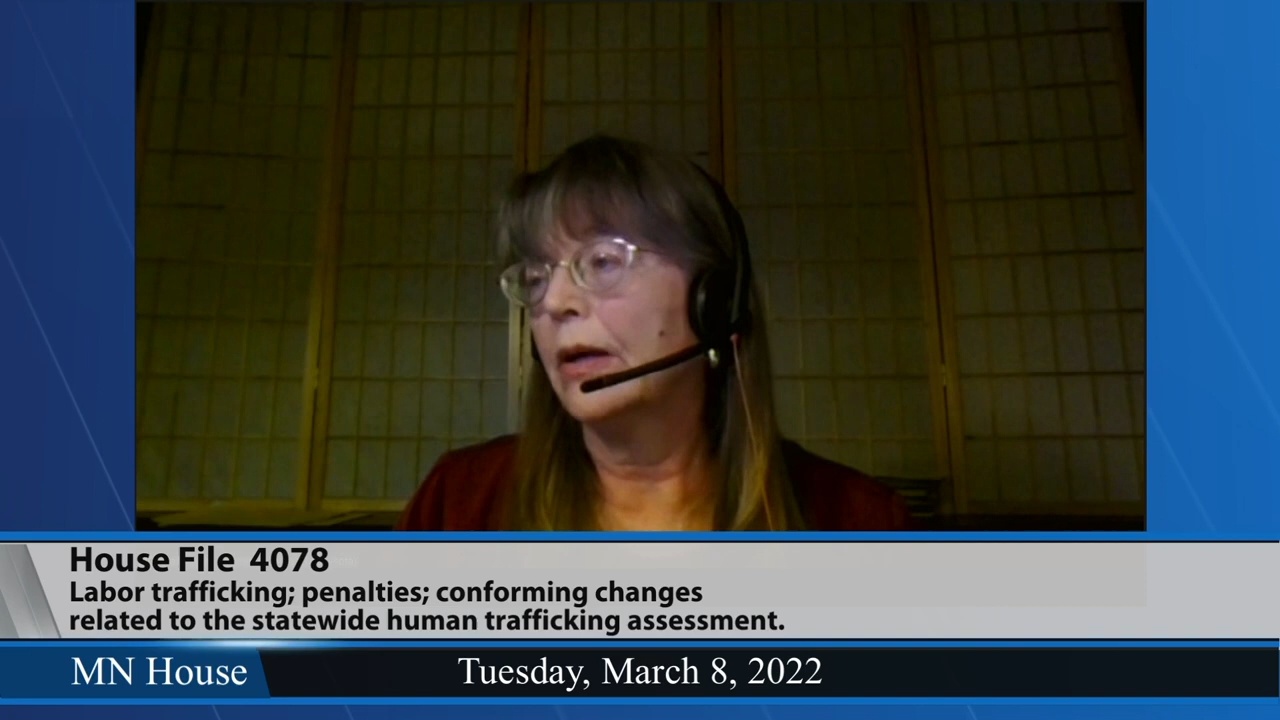 House File 4078
Labor trafficking; penalties; conforming changes
related to the statewide human trafficking assessment.
MN House
Tuesday, March 8, 2022